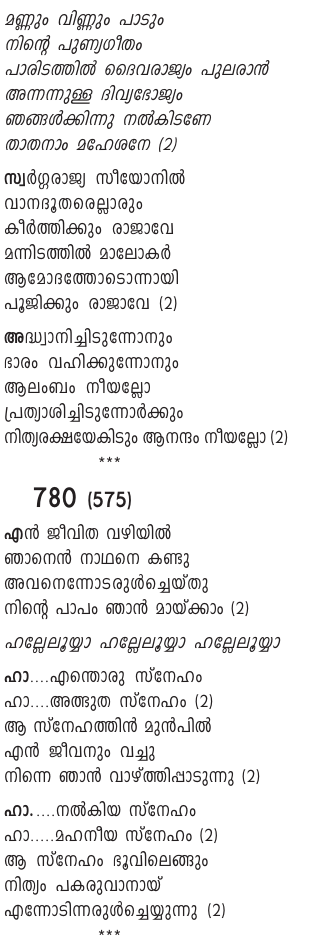 മണ്ണും വിണ്ണും പാടും
നിന്റെ പുണ്യഗീതം
പാരിടത്തിൽ ദൈവരാജ്യം പുലരാൻ
അന്നന്നുള്ള ദിവ്യഭോജ്യം
ഞങ്ങൾക്കിന്നു നൽകിടണേ
താതനാം മഹേശനേ (2)
സ്വർഗ്ഗരാജ്യ സീയോനിൽ
വാനദൂതരെല്ലാരും
കീർത്തിക്കും രാജാവേ
മന്നിടത്തിൽ മാലോകർ
ആമോദത്തോടൊന്നായി
പൂജിക്കും രാജാവേ (2)
അദ്ധ്വാനിച്ചിടുന്നോനും
ഭാരം വഹിക്കുന്നോനും
ആലംബം നീയല്ലോ
പ്രത്യാശിച്ചിടുന്നോർക്കും
നിത്യരക്ഷയേകിടും ആനന്ദം നീയല്ലോ (2)
***
780 (575)
എൻ ജീവിത വഴിയിൽ
ഞാനെൻ നാഥനെ കണ്ടു
അവനെന്നോടരുൾച്ചെയ്തു
നിന്റെ പാപം ഞാൻ മായ്ക്കാം (2)
ഹല്ലേലൂയ്യാ ഹല്ലേലൂയ്യാ ഹല്ലേലൂയ്യാ
ഹാ....എന്തൊരു സ്നേഹം
ഹാ....അത്ഭുത സ്നേഹം (2)
ആ സ്നേഹത്തിൻ മുൻപിൽ
എൻ ജീവനും വച്ചു
നിന്നെ ഞാൻ വാഴ്ത്തിപ്പാടുന്നു (2)
ഹാ.....നൽകിയ സ്നേഹം
ഹാ.....മഹനീയ സ്നേഹം (2)
ആ സ്നേഹം ഭൂവിലെങ്ങും
നിത്യം പകരുവാനായ്
എന്നോടിന്നരുൾച്ചെയ്യുന്നു (2)
***